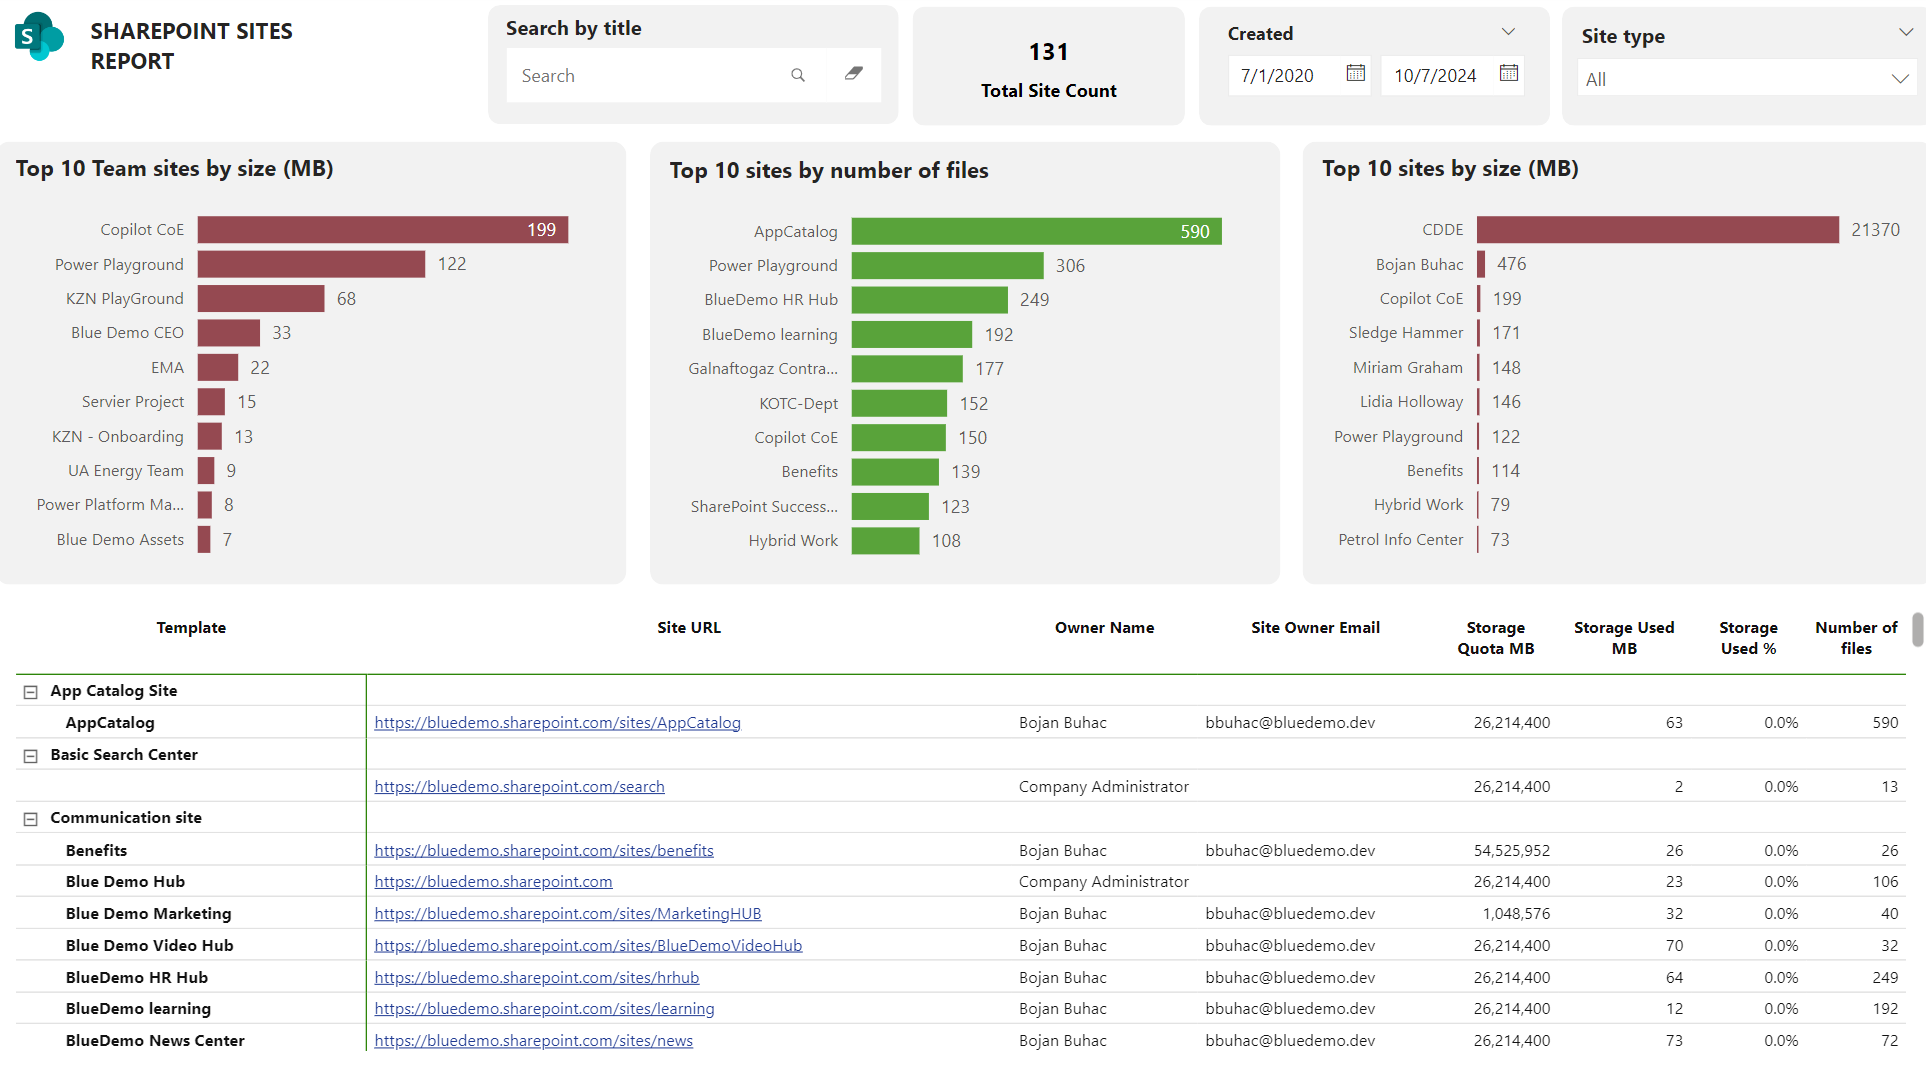 S
SHAREPOINT SITES
REPORT
Search by title
Search
131
Total Site Count
Created
7/1/2020
10/7/2024
Site type
All
Top 10 Team sites by size (MB)
Copilot CoE 199
Power Playground 122
KZN PlayGround 68
Blue Demo CEO 33
EMA 22
Servier Project 15
KZN - Onboarding 13
UA Energy Team 9
Power Platform Ma... 8
Blue Demo Assets 7
Top 10 sites by number of files
AppCatalog 590
Power Playground 306
BlueDemo HR Hub 249
BlueDemo learning 192
Galnaftogaz Contra... 177
KOTC-Dept 152
Copilot CoE 150
Benefits 139
SharePoint Success... 123
Hybrid Work 108
Top 10 sites by size (MB)
CDDE 21370
Bojan Buhac 476
Copilot CoE 199
Sledge Hammer 171
Miriam Graham 148
Lidia Holloway 146
Power Playground 122
Benefits 114
Hybrid Work 79
Petrol Info Center 73
Template Site URL Owner Name Site Owner Email Storage Storage Used Storage Number of
Quota MB MB Used % files
App Catalog Site
AppCatalog https://bluedemo.sharepoint.com/sites/AppCatalog Bojan Buhac bbuhac@bluedemo.dev 26,214,400 63 0.0% 590
Basic Search Center
https://bluedemo.sharepoint.com/search Company Administrator 26,214,400 2 0.0% 13
Communication site
Benefits https://bluedemo.sharepoint.com/sites/benefits Bojan Buhac bbuhac@bluedemo.dev 54,525,952 26 0.0% 26
Blue Demo Hub https://bluedemo.sharepoint.com Company Administrator 26,214,400 23 0.0% 106
Blue Demo Marketing https://bluedemo.sharepoint.com/sites/MarketingHUB Bojan Buhac bbuhac@bluedemo.dev 1,048,576 32 0.0% 40
Blue Demo Video Hub https://bluedemo.sharepoint.com/sites/BlueDemoVideoHub Bojan Buhac bbuhac@bluedemo.dev 26,214,400 70 0.0% 32
BlueDemo HR Hub https://bluedemo.sharepoint.com/sites/hrhub Bojan Buhac bbuhac@bluedemo.dev 26,214,400 64 0.0% 249
BlueDemo learning https://bluedemo.sharepoint.com/sites/learning Bojan Buhac bbuhac@bluedemo.dev 26,214,400 12 0.0% 192
BlueDemo News Center https://bluedemo.sharepoint.com/sites/news Bojan Buhac bbuhac@bluedemo.dev 26,214,400 73 0.0% 72